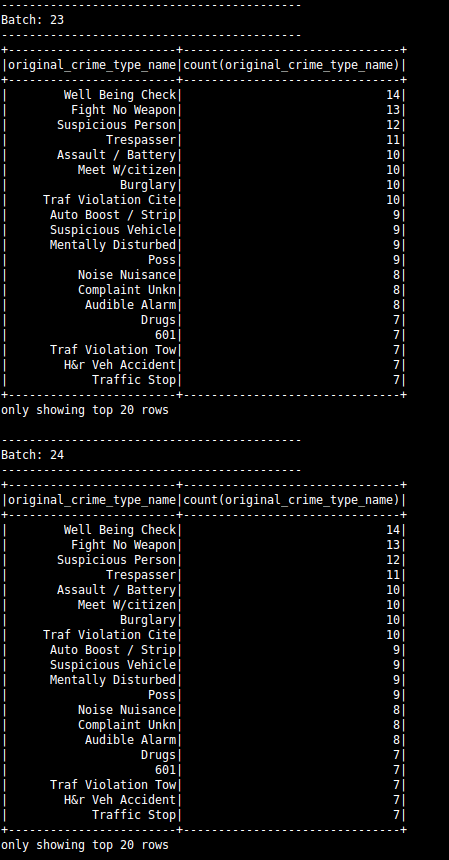 -------------------------------------------
Batch: 23
-------------------------------------------
+------------------------+-------------------------------+
|original_crime_type_name|count(original_crime_type_name)|
+------------------------+-------------------------------+
|        Well Being Check|                             14|
|         Fight No Weapon|                             13|
|       Suspicious Person|                             12|
|              Trespasser|                             11|
|       Assault / Battery|                             10|
|          Meet W/citizen|                             10|
|                Burglary|                             10|
|     Traf Violation Cite|                             10|
|      Auto Boost / Strip|                              9|
|      Suspicious Vehicle|                              9|
|      Mentally Disturbed|                              9|
|                    Poss|                              9|
|          Noise Nuisance|                              8|
|          Complaint Unkn|                              8|
|           Audible Alarm|                              8|
|                   Drugs|                              7|
|                     601|                              7|
|      Traf Violation Tow|                              7|
|        H&r Veh Accident|                              7|
|            Traffic Stop|                              7|
+------------------------+-------------------------------+
only showing top 20 rows

-------------------------------------------
Batch: 24
-------------------------------------------
+------------------------+-------------------------------+
|original_crime_type_name|count(original_crime_type_name)|
+------------------------+-------------------------------+
|        Well Being Check|                             14|
|         Fight No Weapon|                             13|
|       Suspicious Person|                             12|
|              Trespasser|                             11|
|       Assault / Battery|                             10|
|          Meet W/citizen|                             10|
|                Burglary|                             10|
|     Traf Violation Cite|                             10|
|      Auto Boost / Strip|                              9|
|      Suspicious Vehicle|                              9|
|      Mentally Disturbed|                              9|
|                    Poss|                              9|
|          Noise Nuisance|                              8|
|          Complaint Unkn|                              8|
|           Audible Alarm|                              8|
|                   Drugs|                              7|
|                     601|                              7|
|      Traf Violation Tow|                              7|
|        H&r Veh Accident|                              7|
|            Traffic Stop|                              7|
+------------------------+-------------------------------+
only showing top 20 rows